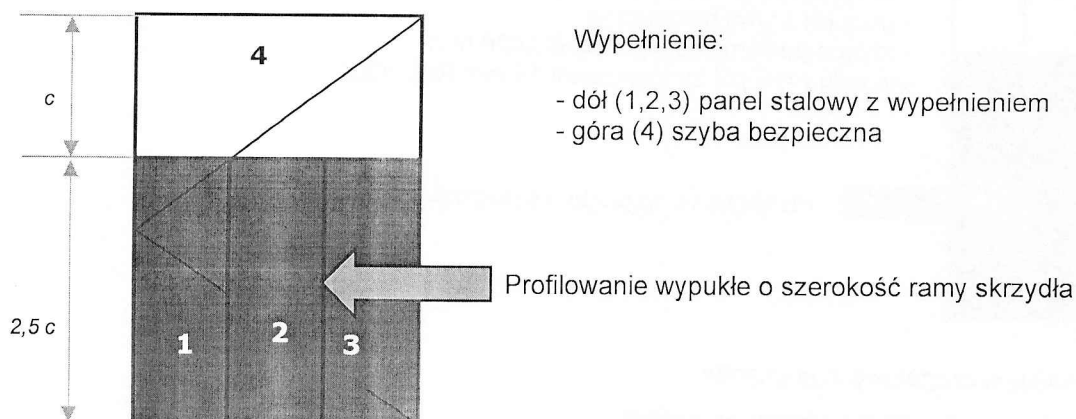 4
Wypełnienie:
c
- dół (1,2,3) panel stalowy z wypełnieniem
- góra (4) szyba bezpieczna
Profilowanie wypukłe o szerokość ramy skrzydła
2,5 c
1
2
3